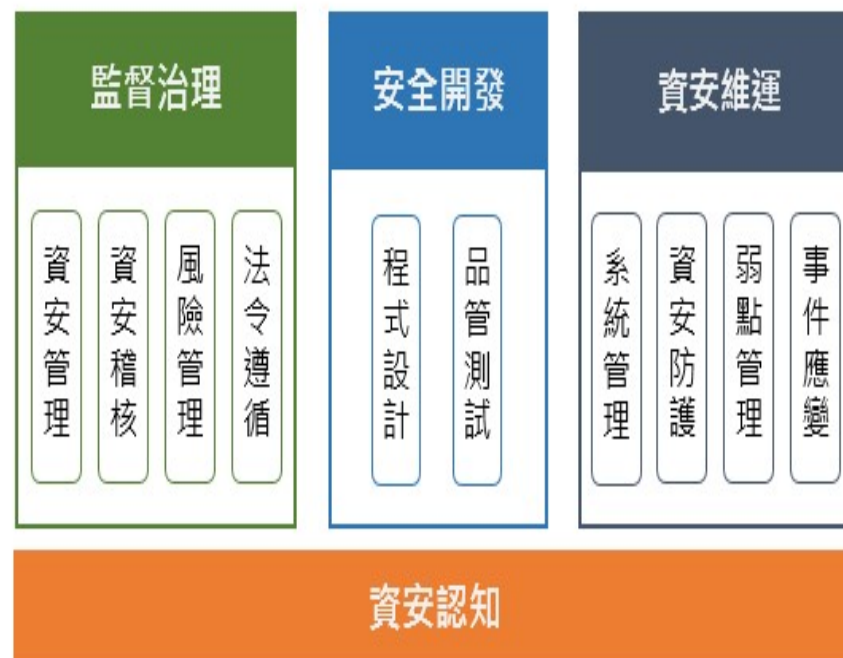 監督治理
資安管理
資安稽核
風險管理
法令遵循
安全開發
程式設計
品管測試
資安維運
系統管理
資安防護
弱點管理
事件應變
資安認知